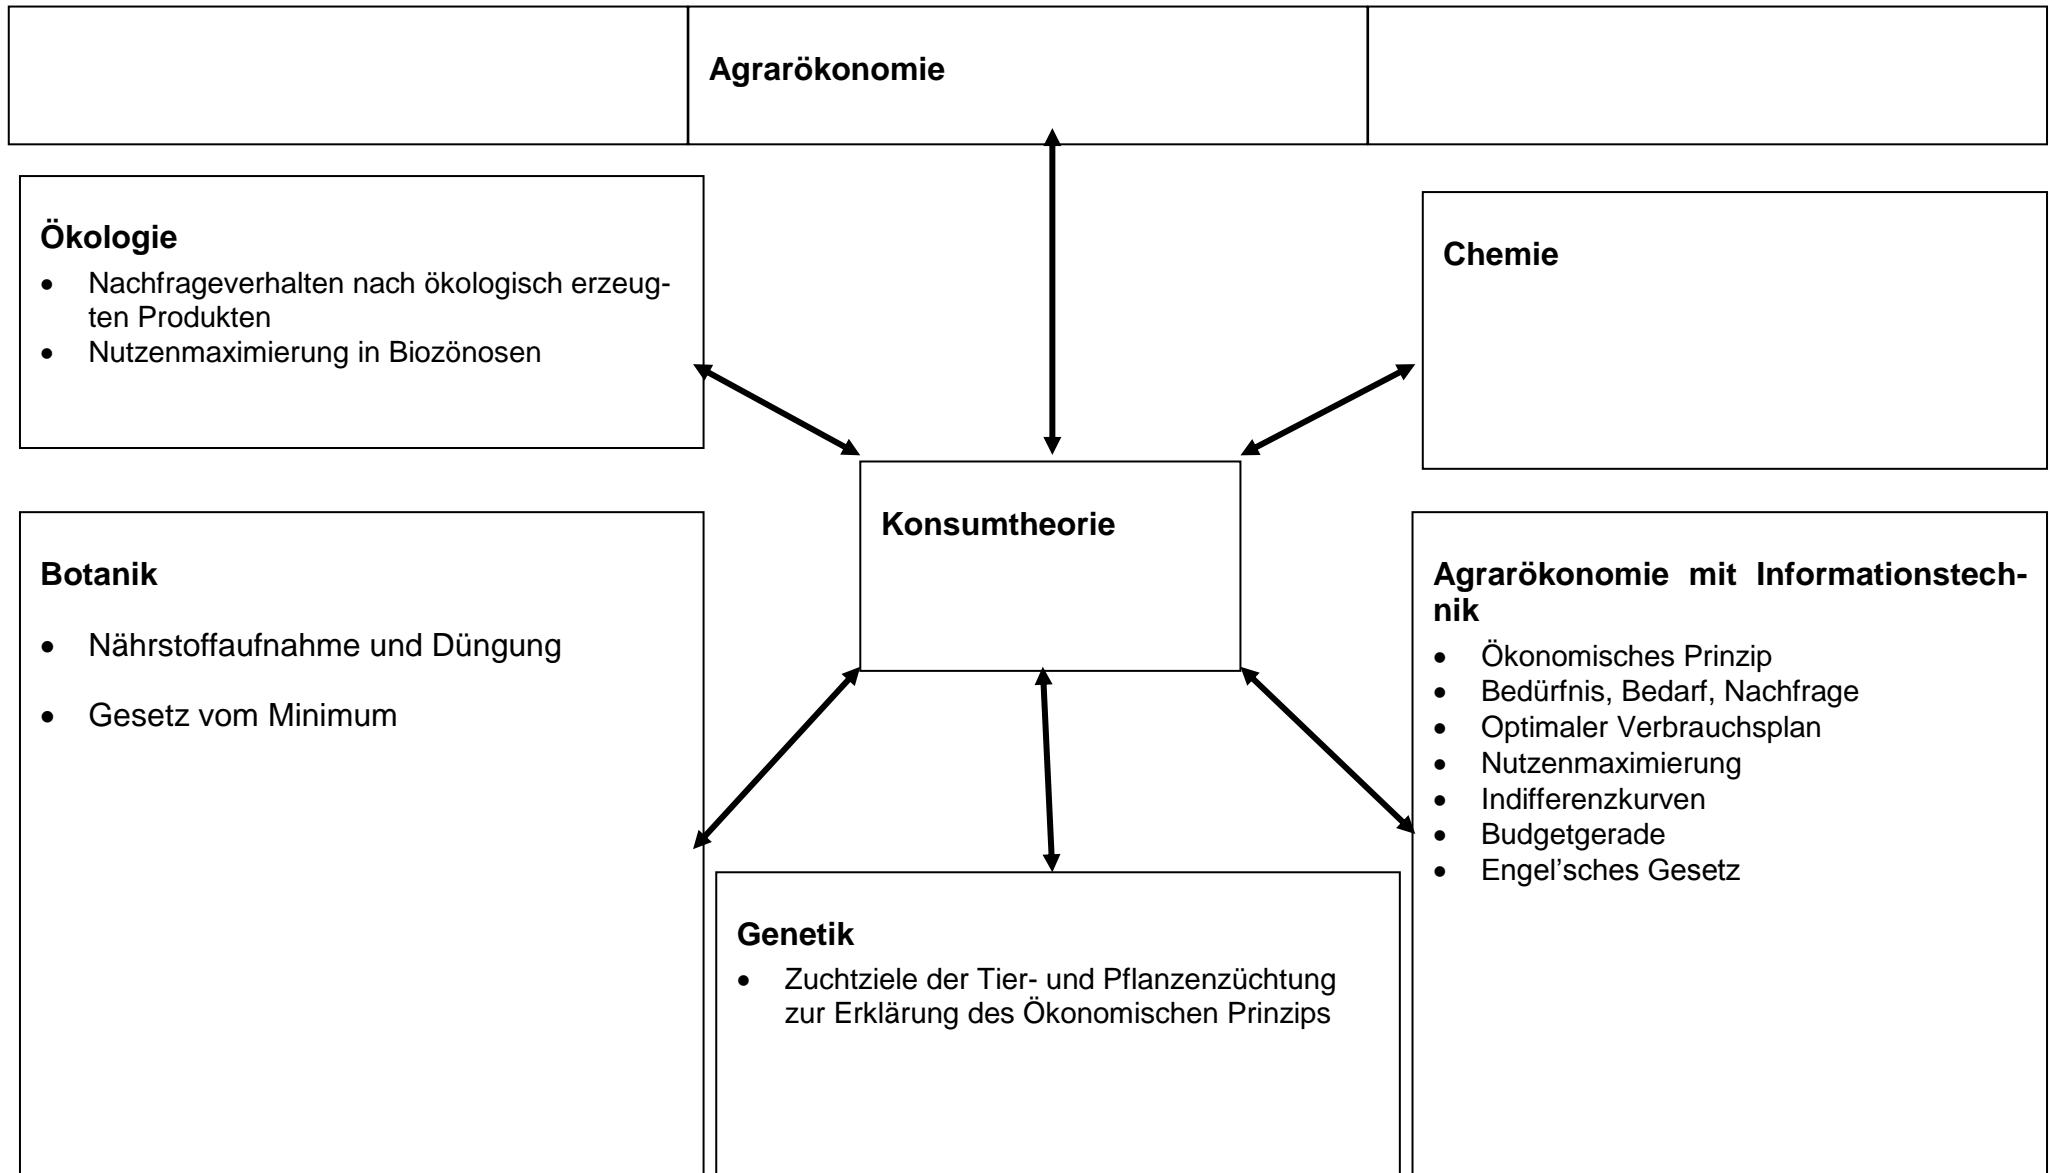 Agrarökonomie
Ökologie
• Nachfrageverhalten nach ökologisch erzeug-
ten Produkten
• Nutzenmaximierung in Biozönosen
Chemie
Konsumtheorie
Botanik
• Nährstoffaufnahme und Düngung
• Gesetz vom Minimum
Agrarökonomie mit Informationstech-
nik
• Ökonomisches Prinzip
• Bedürfnis, Bedarf, Nachfrage
• Optimaler Verbrauchsplan
• Nutzenmaximierung
• Indifferenzkurven
• Budgetgerade
• Engel’sches Gesetz
Genetik
• Zuchtziele der Tier- und Pflanzenzüchtung
zur Erklärung des Ökonomischen Prinzips